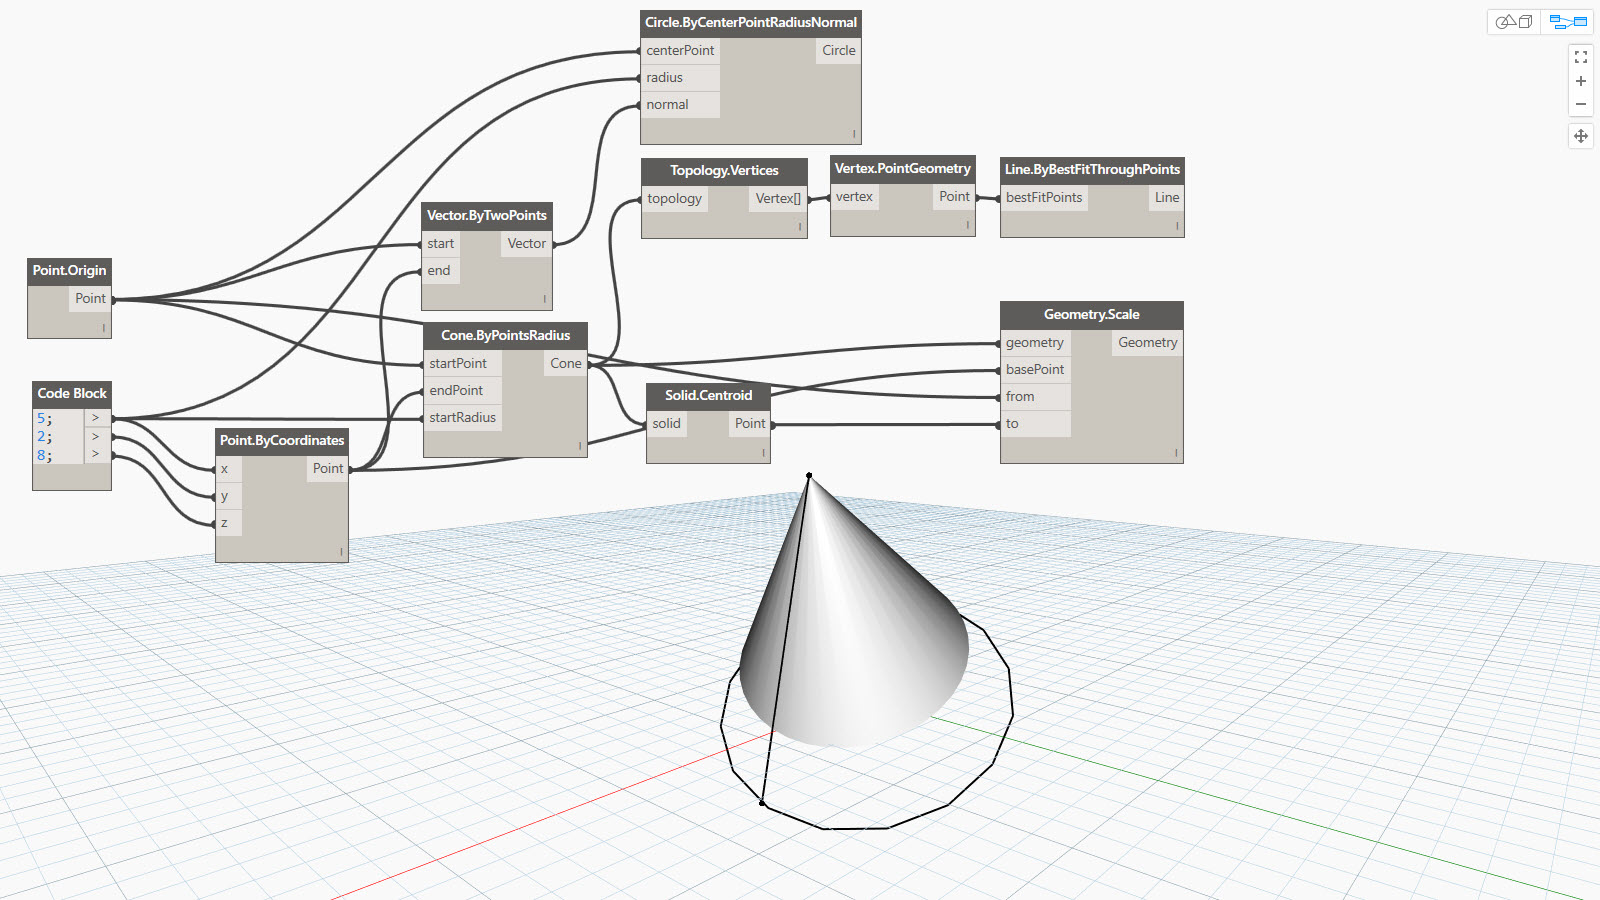 Circle.ByCenterPointRadiusNormal
centerPoint Circle
radius
normal
Topology.Vertices
topology Vertex[]
Vertex.PointGeometry
vertex Point
Line.ByBestFitThroughPoints
bestFitPoints Line
Vector.ByTwoPoints
start Vector
end
Point.Origin
Point
Cone.ByPointsRadius
startPoint Cone
endPoint
startRadius
Geometry.Scale
geometry Geometry
basePoint
from
to
Code Block
5; >
2; >
8; >
Solid.Centroid
solid Point
Point.ByCoordinates
x Point
y
z